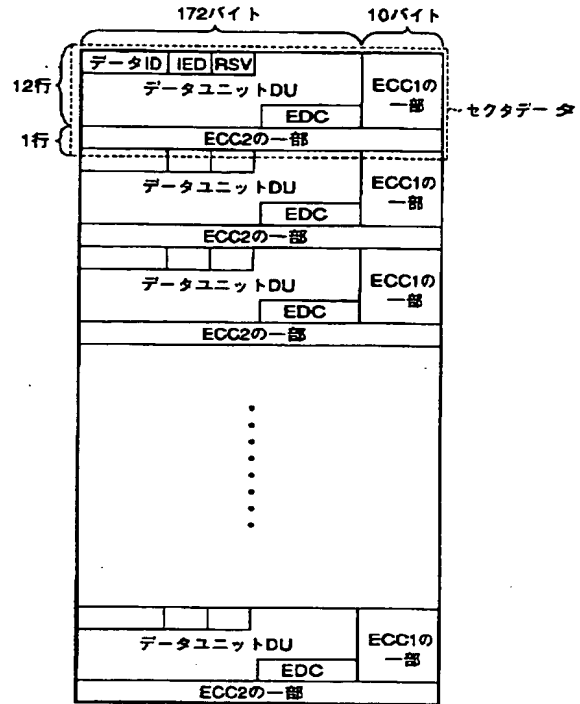 172バイト
10バイト
12行
データID IED RSV
データユニットDU
EDC
ECC1の
一部
セクタデータ
1行
ECC2の一部
データユニットDU
EDC
ECC1の
一部
ECC2の一部
データユニットDU
EDC
ECC1の
一部
ECC2の一部
データユニットDU
EDC
ECC1の
一部
ECC2の一部